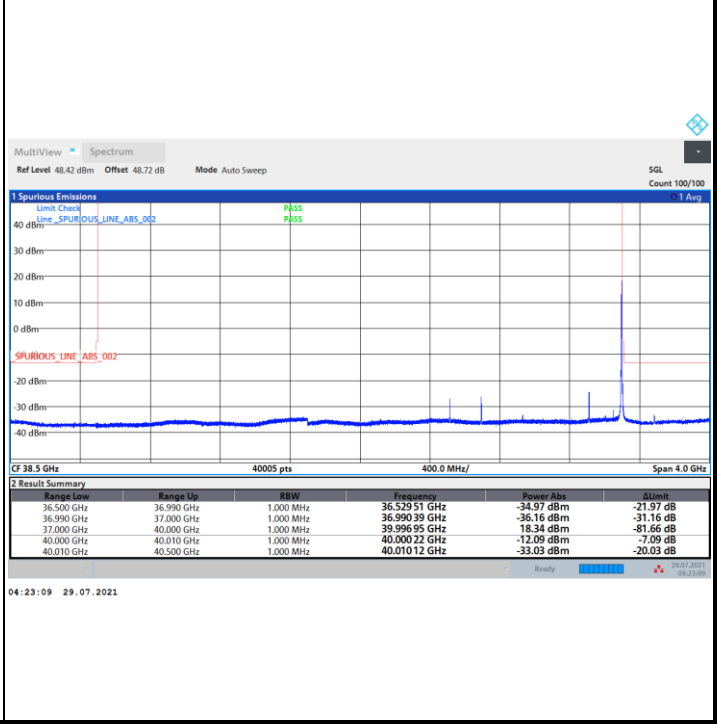 MultiView Spectrum
Ref Level 48.42 dBm Offset 48.72 dB Mode Auto Sweep SGL
Count 100/100
1 Spurious Emissions 1 Avg
Limit Check PASS
Line _SPURIOUS_LINE_ABS_002 PASS
40 dBm
30 dBm
20 dBm
10 dBm
0 dBm
_SPURIOUS_LINE_ABS_002
-20 dBm
-30 dBm
-40 dBm
CF 38.5 GHz 40005 pts 400.0 MHz/ Span 4.0 GHz
2 Result Summary
Range Low Range Up RBW Frequency Power Abs ΔLimit
36.500 GHz 36.990 GHz 1.000 MHz 36.529 51 GHz -34.97 dBm -21.97 dB
36.990 GHz 37.000 GHz 1.000 MHz 36.990 39 GHz -36.16 dBm -31.16 dB
37.000 GHz 40.000 GHz 1.000 MHz 39.996 95 GHz 18.34 dBm -81.66 dB
40.000 GHz 40.010 GHz 1.000 MHz 40.000 22 GHz -12.09 dBm -7.09 dB
40.010 GHz 40.500 GHz 1.000 MHz 40.010 12 GHz -33.03 dBm -20.03 dB
Ready 29.07.2021
04:23:09
04:23:09 29.07.2021